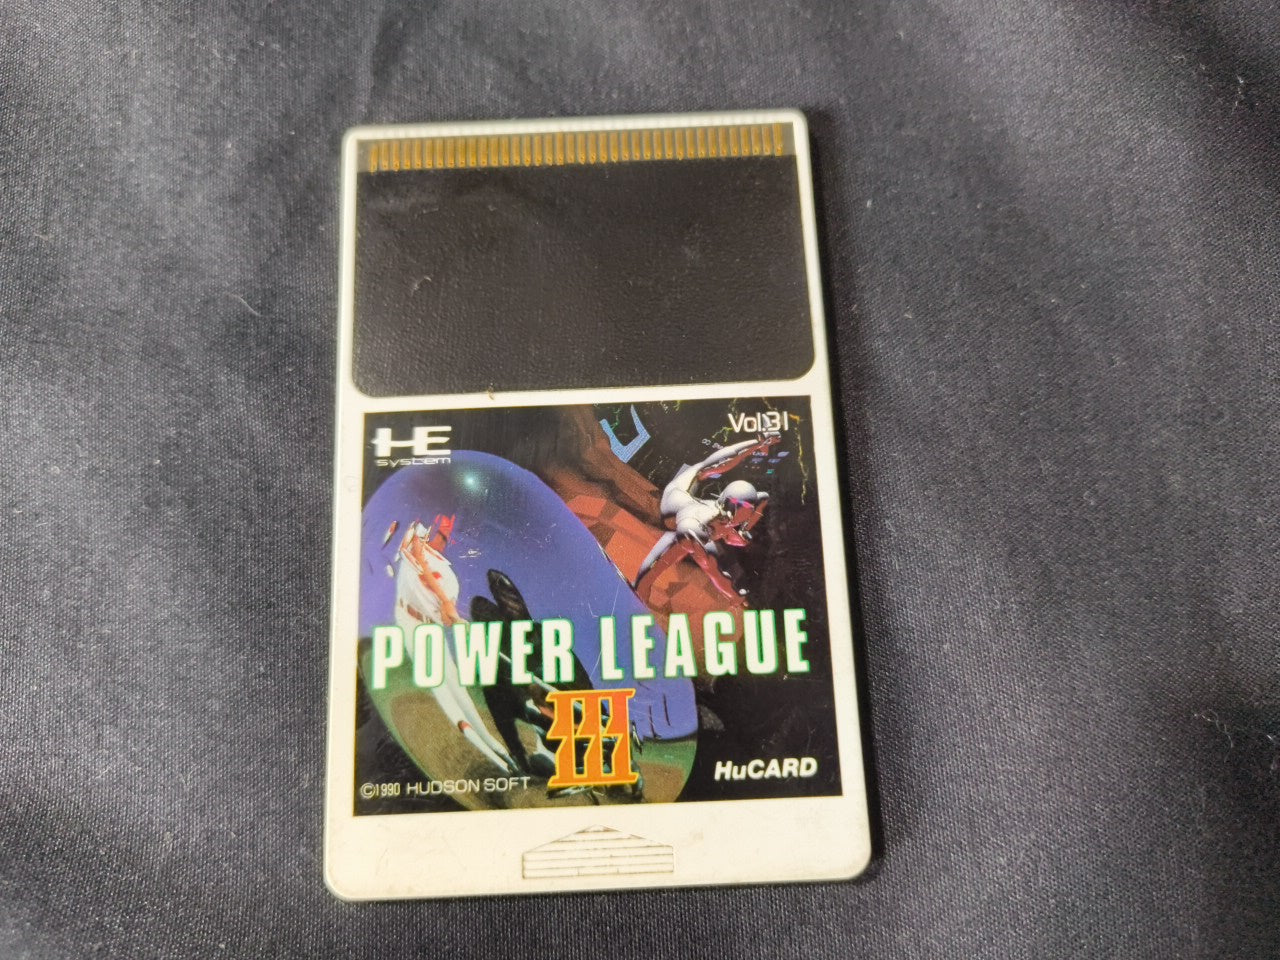 HE
system
Vol.31
POWER LEAGUE
III
©1990 HUDSON SOFT
HuCARD